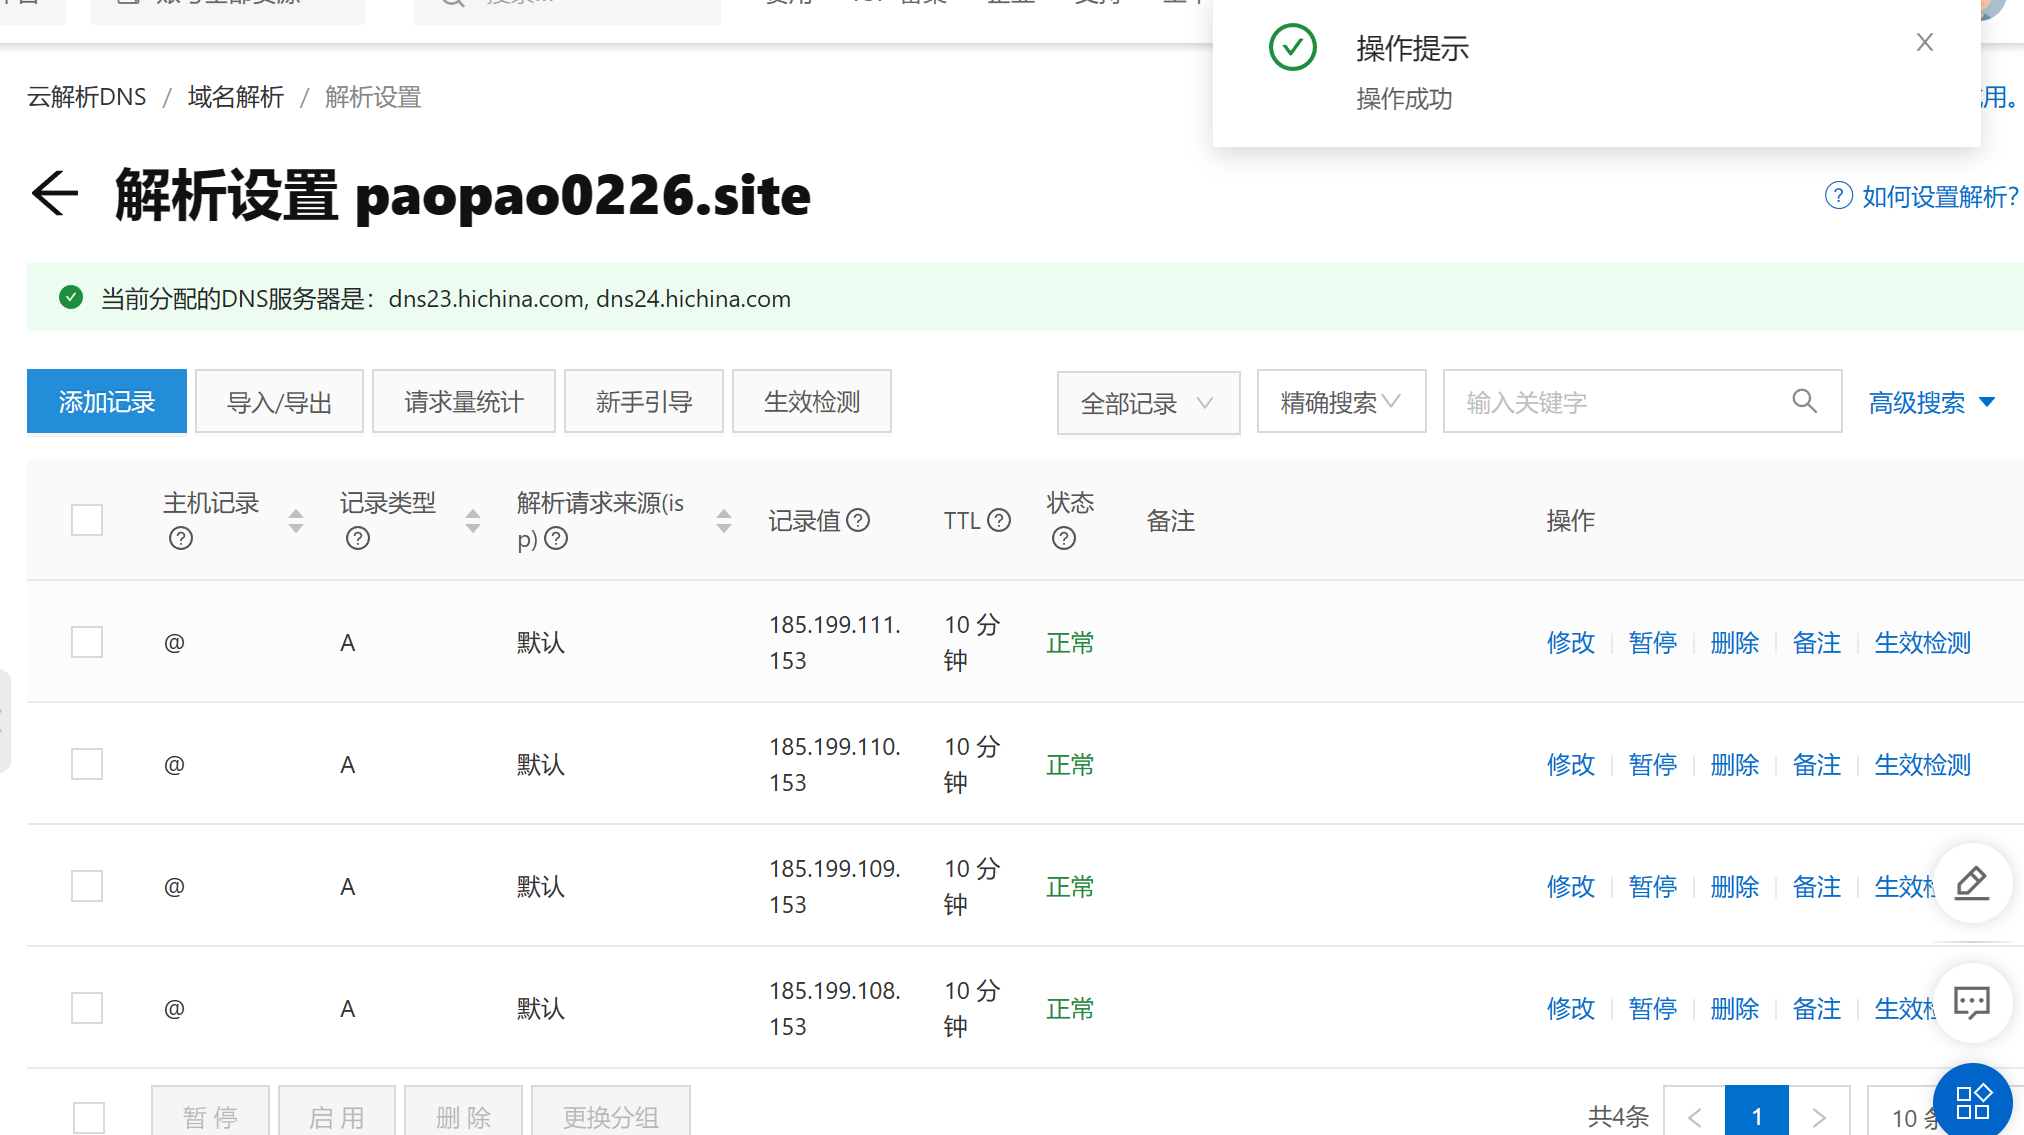 操作提示
操作成功
云解析DNS / 域名解析 / 解析设置
用。
解析设置 paopao0226.site
如何设置解析?
当前分配的DNS服务器是：dns23.hichina.com, dns24.hichina.com
添加记录 导入/导出 请求量统计 新手引导 生效检测 全部记录 精确搜索 输入关键字 高级搜索
主机记录 记录类型 解析请求来源(isp) 记录值 TTL 状态 备注 操作
@ A 默认 185.199.111.153 10 分钟 正常 修改 暂停 删除 备注 生效检测
@ A 默认 185.199.110.153 10 分钟 正常 修改 暂停 删除 备注 生效检测
@ A 默认 185.199.109.153 10 分钟 正常 修改 暂停 删除 备注 生效
@ A 默认 185.199.108.153 10 分钟 正常 修改 暂停 删除 备注 生效
暂停 启用 删除 更换分组 共4条 < 1 > 10